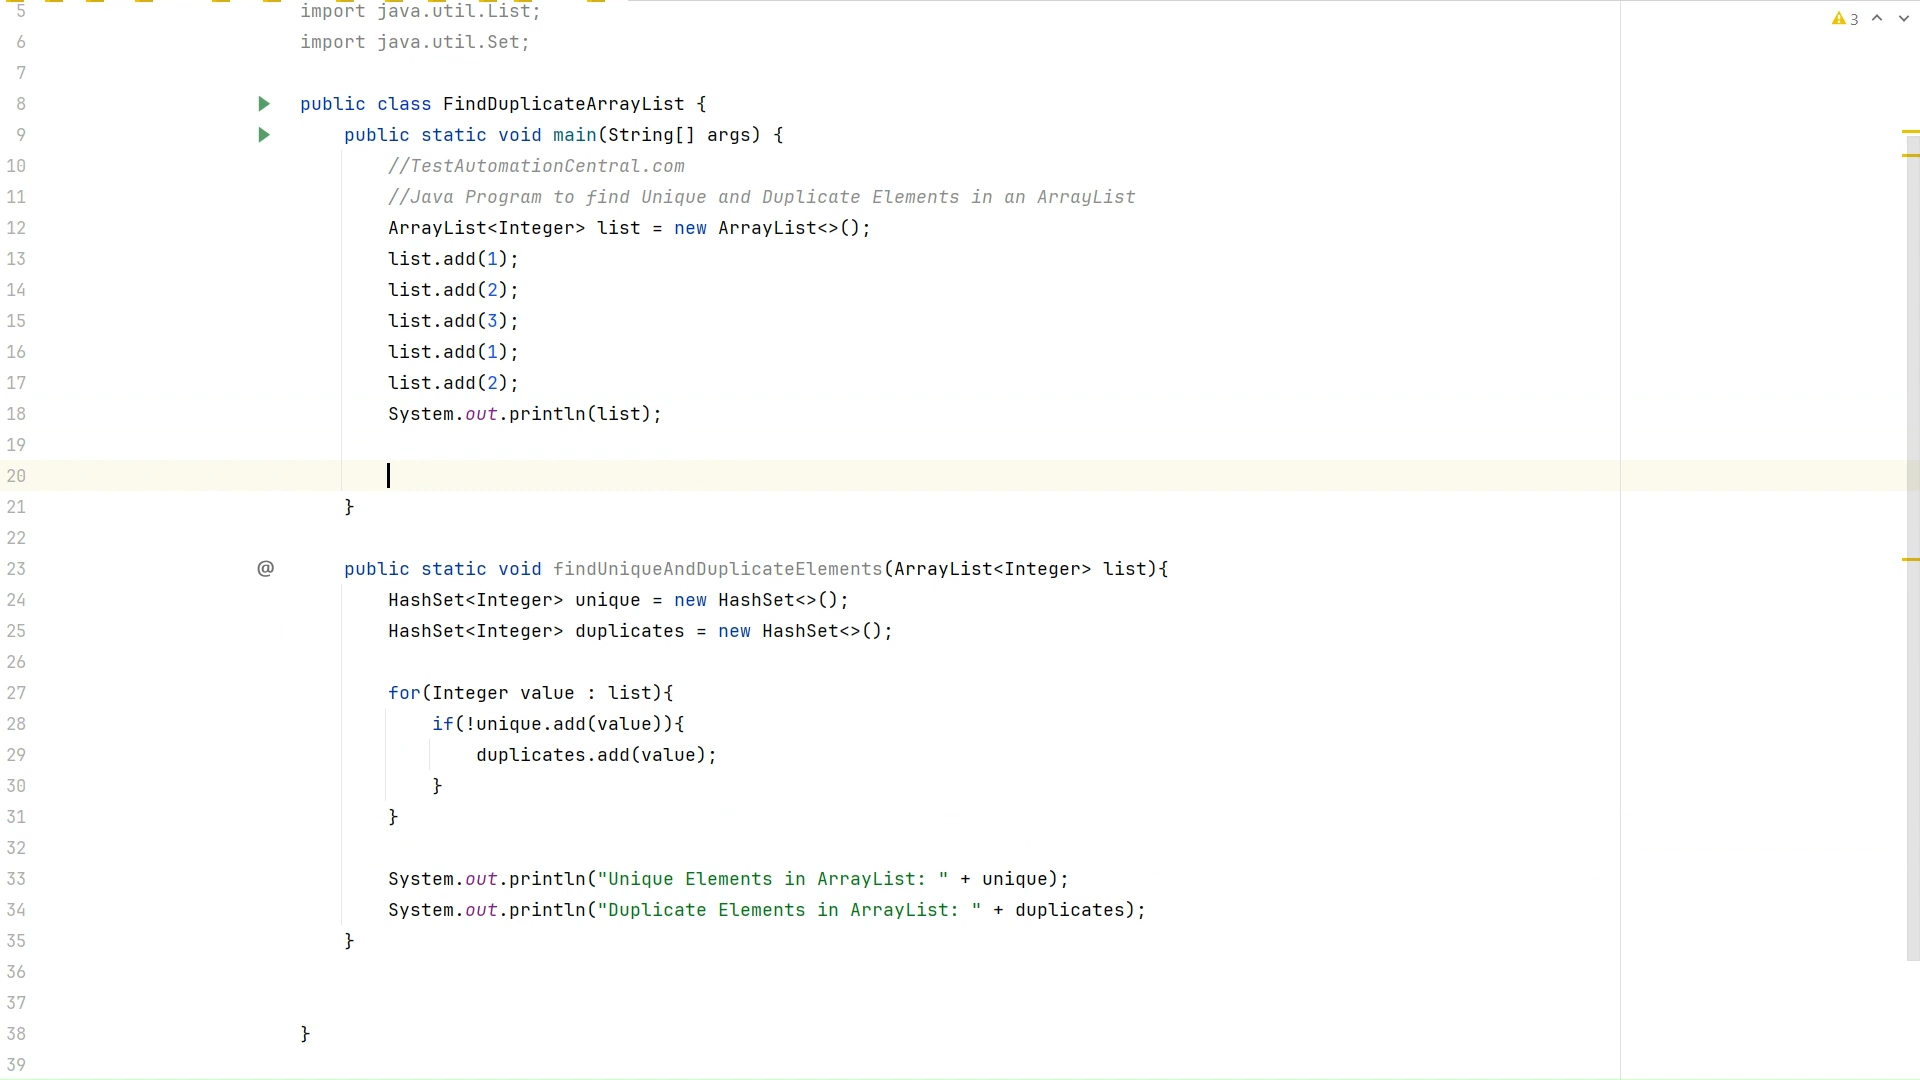 5 import java.util.List;
6 import java.util.Set;
7
8 public class FindDuplicateArrayList {
9 public static void main(String[] args) {
10 //TestAutomationCentral.com
11 //Java Program to find Unique and Duplicate Elements in an ArrayList
12 ArrayList<Integer> list = new ArrayList<>();
13 list.add(1);
14 list.add(2);
15 list.add(3);
16 list.add(1);
17 list.add(2);
18 System.out.println(list);
19
20
21 }
22
23 @ public static void findUniqueAndDuplicateElements(ArrayList<Integer> list){
24 HashSet<Integer> unique = new HashSet<>();
25 HashSet<Integer> duplicates = new HashSet<>();
26
27 for(Integer value : list){
28 if(!unique.add(value)){
29 duplicates.add(value);
30 }
31 }
32
33 System.out.println("Unique Elements in ArrayList: " + unique);
34 System.out.println("Duplicate Elements in ArrayList: " + duplicates);
35 }
36
37
38 }
39
3